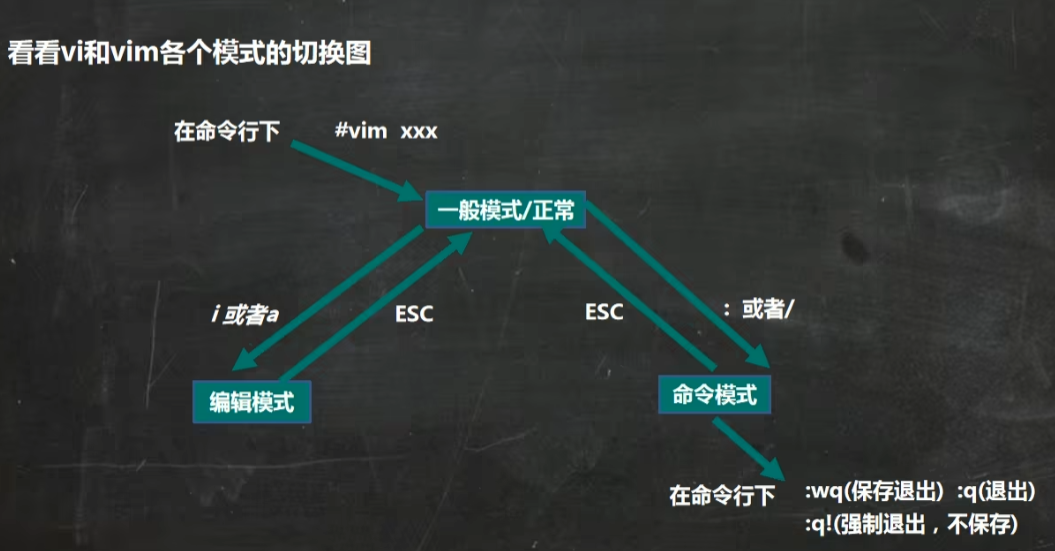 看看vi和vim各个模式的切换图
在命令行下 #vim xxx
一般模式/正常
i 或者a
ESC
ESC
：或者/
编辑模式
命令模式
在命令行下
:wq(保存退出) :q(退出)
:q!(强制退出，不保存)